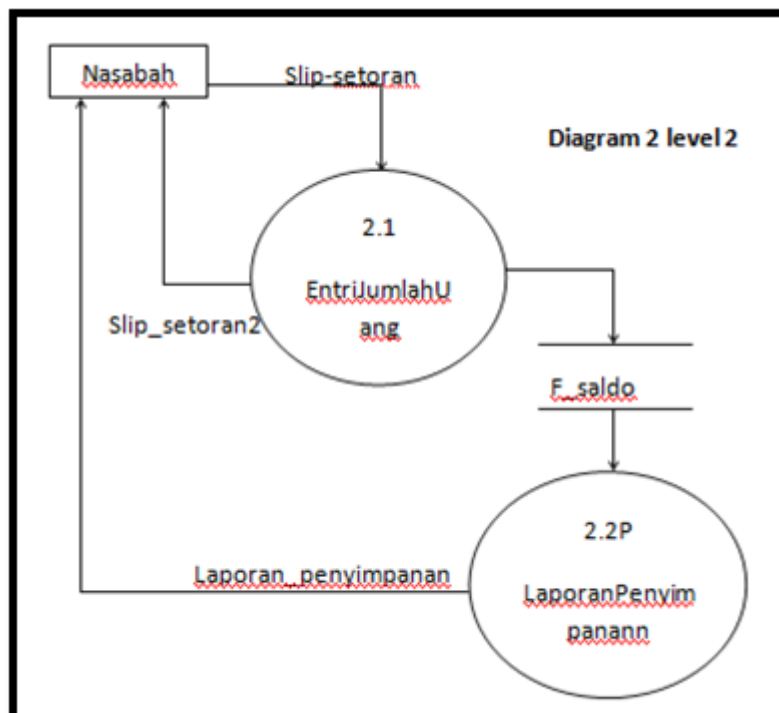 Nasabah
Slip-setoran
Diagram 2 level 2
2.1
EntriJumlahU
ang
Slip_setoran2
F_saldo
2.2P
Laporan_penyimpanan
LaporanPenyim
panann